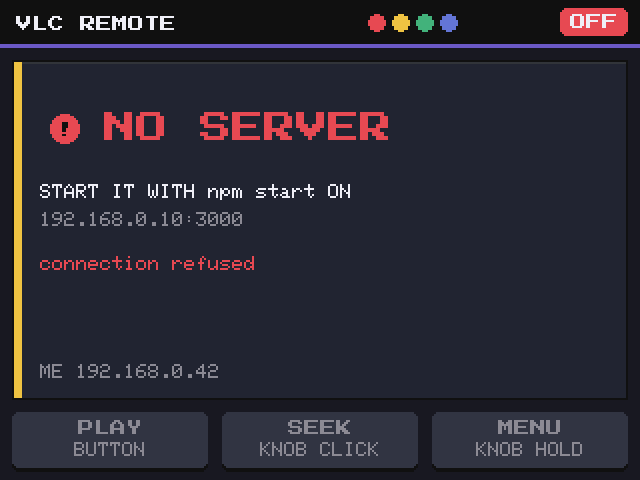 VLC REMOTE
OFF
! NO SERVER
START IT WITH npm start ON
192.168.0.10:3000
connection refused
ME 192.168.0.42
PLAY
BUTTON
SEEK
KNOB CLICK
MENU
KNOB HOLD